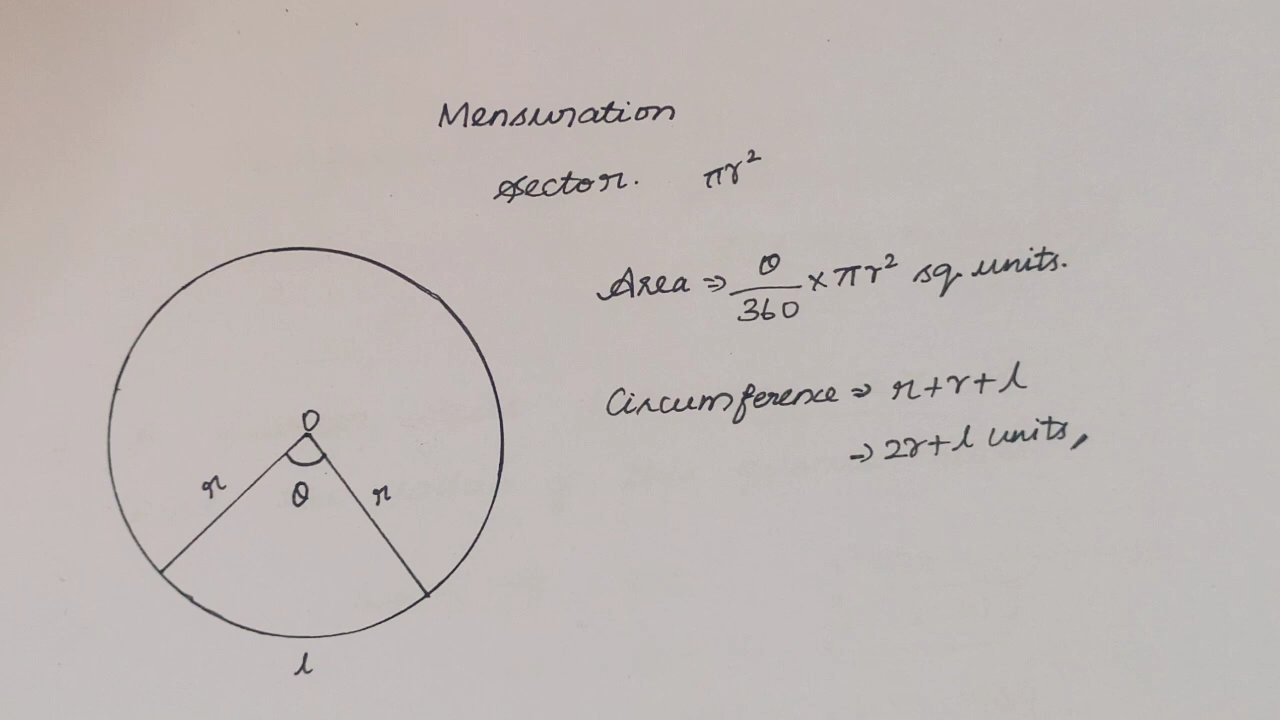 Mensuration
Sector. πr²
Area ⇒ θ/360 × πr² sq. units.
Circumference ⇒ r+r+l
⇒ 2r+l units,
O
r
θ
r
l